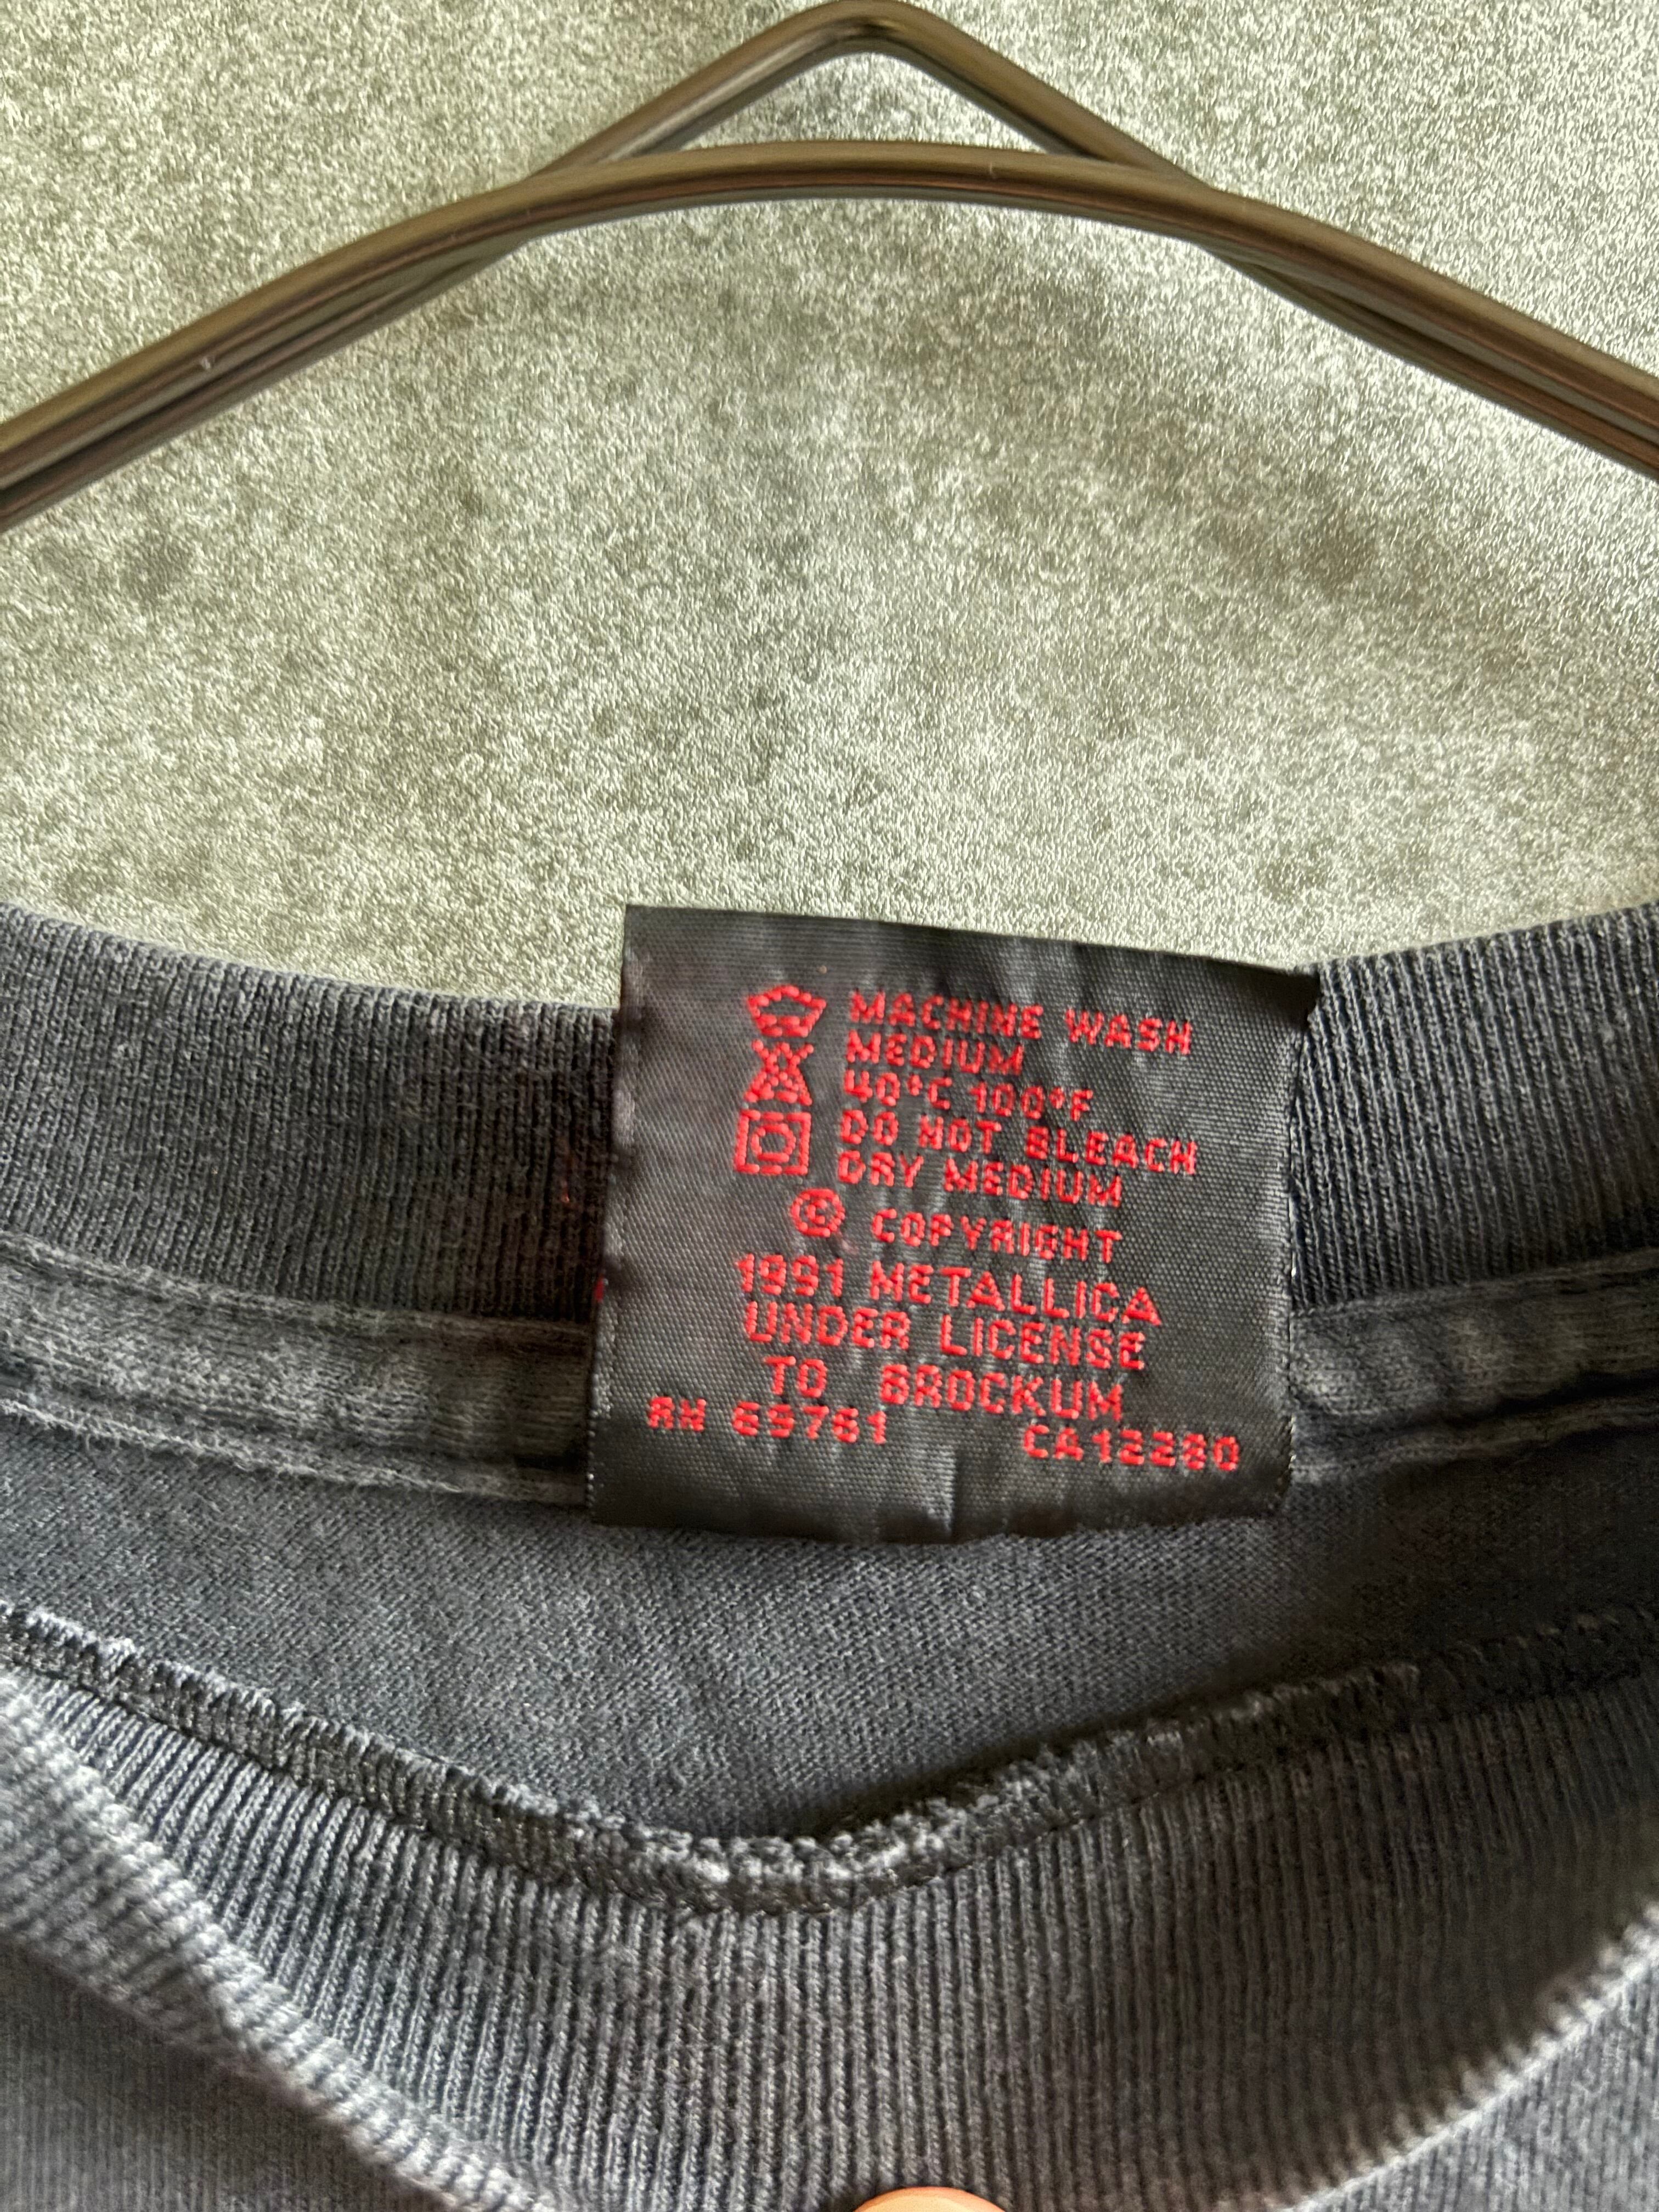 MACHINE WASH
MEDIUM
40°C 100°F
DO NOT BLEACH
DRY MEDIUM
© COPYRIGHT
1991 METALLICA
UNDER LICENSE
TO BROCKUM
RN 69761 CA12280